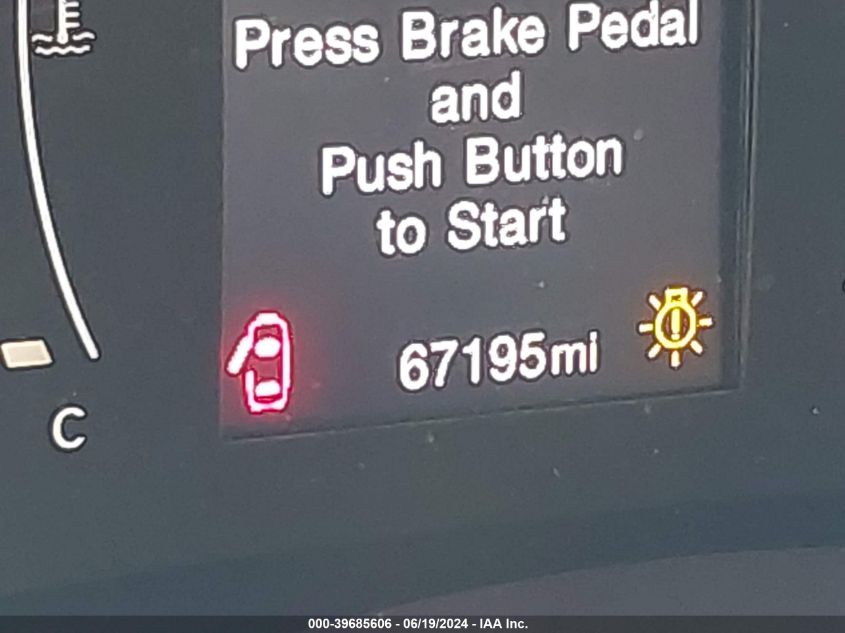 Press Brake Pedal
and
Push Button
to Start
67195mi
C
000-39685606 - 06/19/2024 - IAA Inc.